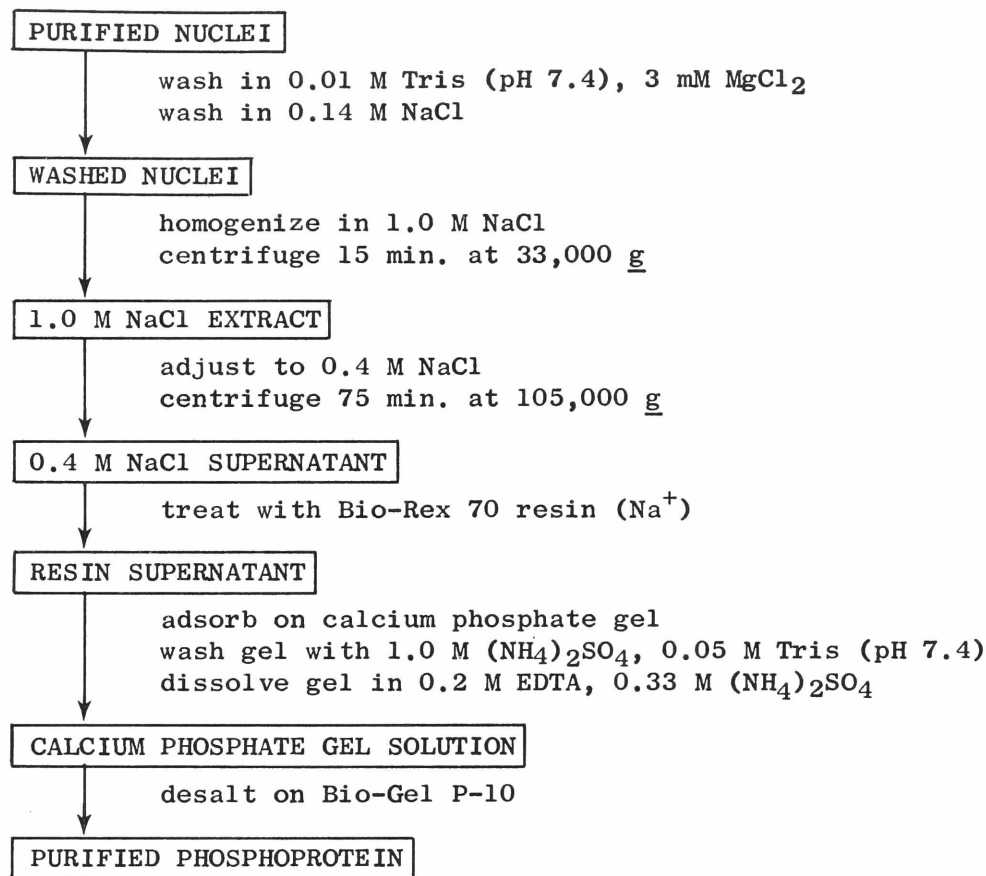 PURIFIED NUCLEI
wash in 0.01 M Tris (pH 7.4), 3 mM MgCl2
wash in 0.14 M NaCl
WASHED NUCLEI
homogenize in 1.0 M NaCl
centrifuge 15 min. at 33,000 g
1.0 M NaCl EXTRACT
adjust to 0.4 M NaCl
centrifuge 75 min. at 105,000 g
0.4 M NaCl SUPERNATANT
treat with Bio-Rex 70 resin (Na+)
RESIN SUPERNATANT
adsorb on calcium phosphate gel
wash gel with 1.0 M (NH4)2SO4, 0.05 M Tris (pH 7.4)
dissolve gel in 0.2 M EDTA, 0.33 M (NH4)2SO4
CALCIUM PHOSPHATE GEL SOLUTION
desalt on Bio-Gel P-10
PURIFIED PHOSPHOPROTEIN